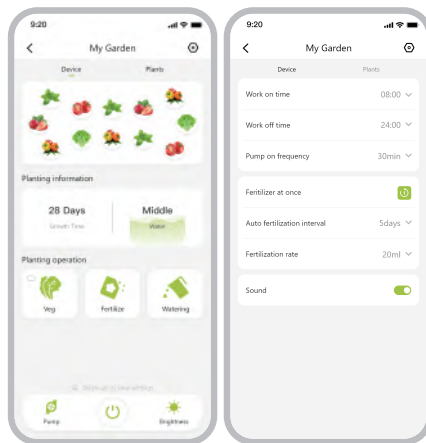 9:20
My Garden
Device Plants
Planting information
28 Days Middle
Growth Time Water
Planting operation
Veg Fertilize Watering
Pump Brightness
9:20
My Garden
Device Plants
Work on time 08:00
Work off time 24:00
Pump on frequency 30min
Feritilizer at once
Auto fertilization interval 5days
Fertilization rate 20ml
Sound